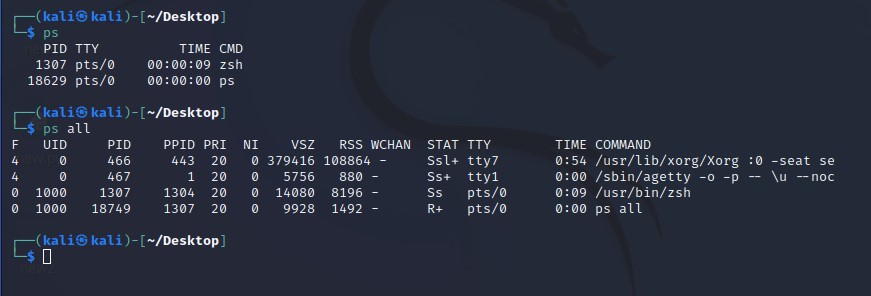 ┌──(kali㉿kali)-[~/Desktop]
└─$ ps
    PID TTY          TIME CMD
   1307 pts/0    00:00:09 zsh
  18629 pts/0    00:00:00 ps
┌──(kali㉿kali)-[~/Desktop]
└─$ ps all
F   UID     PID    PPID PRI  NI    VSZ   RSS WCHAN  STAT TTY        TIME COMMAND
4     0     466     443  20   0 379416 108864 -     Ssl+ tty7       0:54 /usr/lib/xorg/Xorg :0 -seat se
4     0     467       1  20   0   5756   880 -      Ss+  tty1       0:00 /sbin/agetty -o -p -- \u --noc
0  1000    1307    1304  20   0  14080  8196 -      Ss   pts/0      0:09 /usr/bin/zsh
0  1000   18749    1307  20   0   9928  1492 -      R+   pts/0      0:00 ps all
┌──(kali㉿kali)-[~/Desktop]
└─$